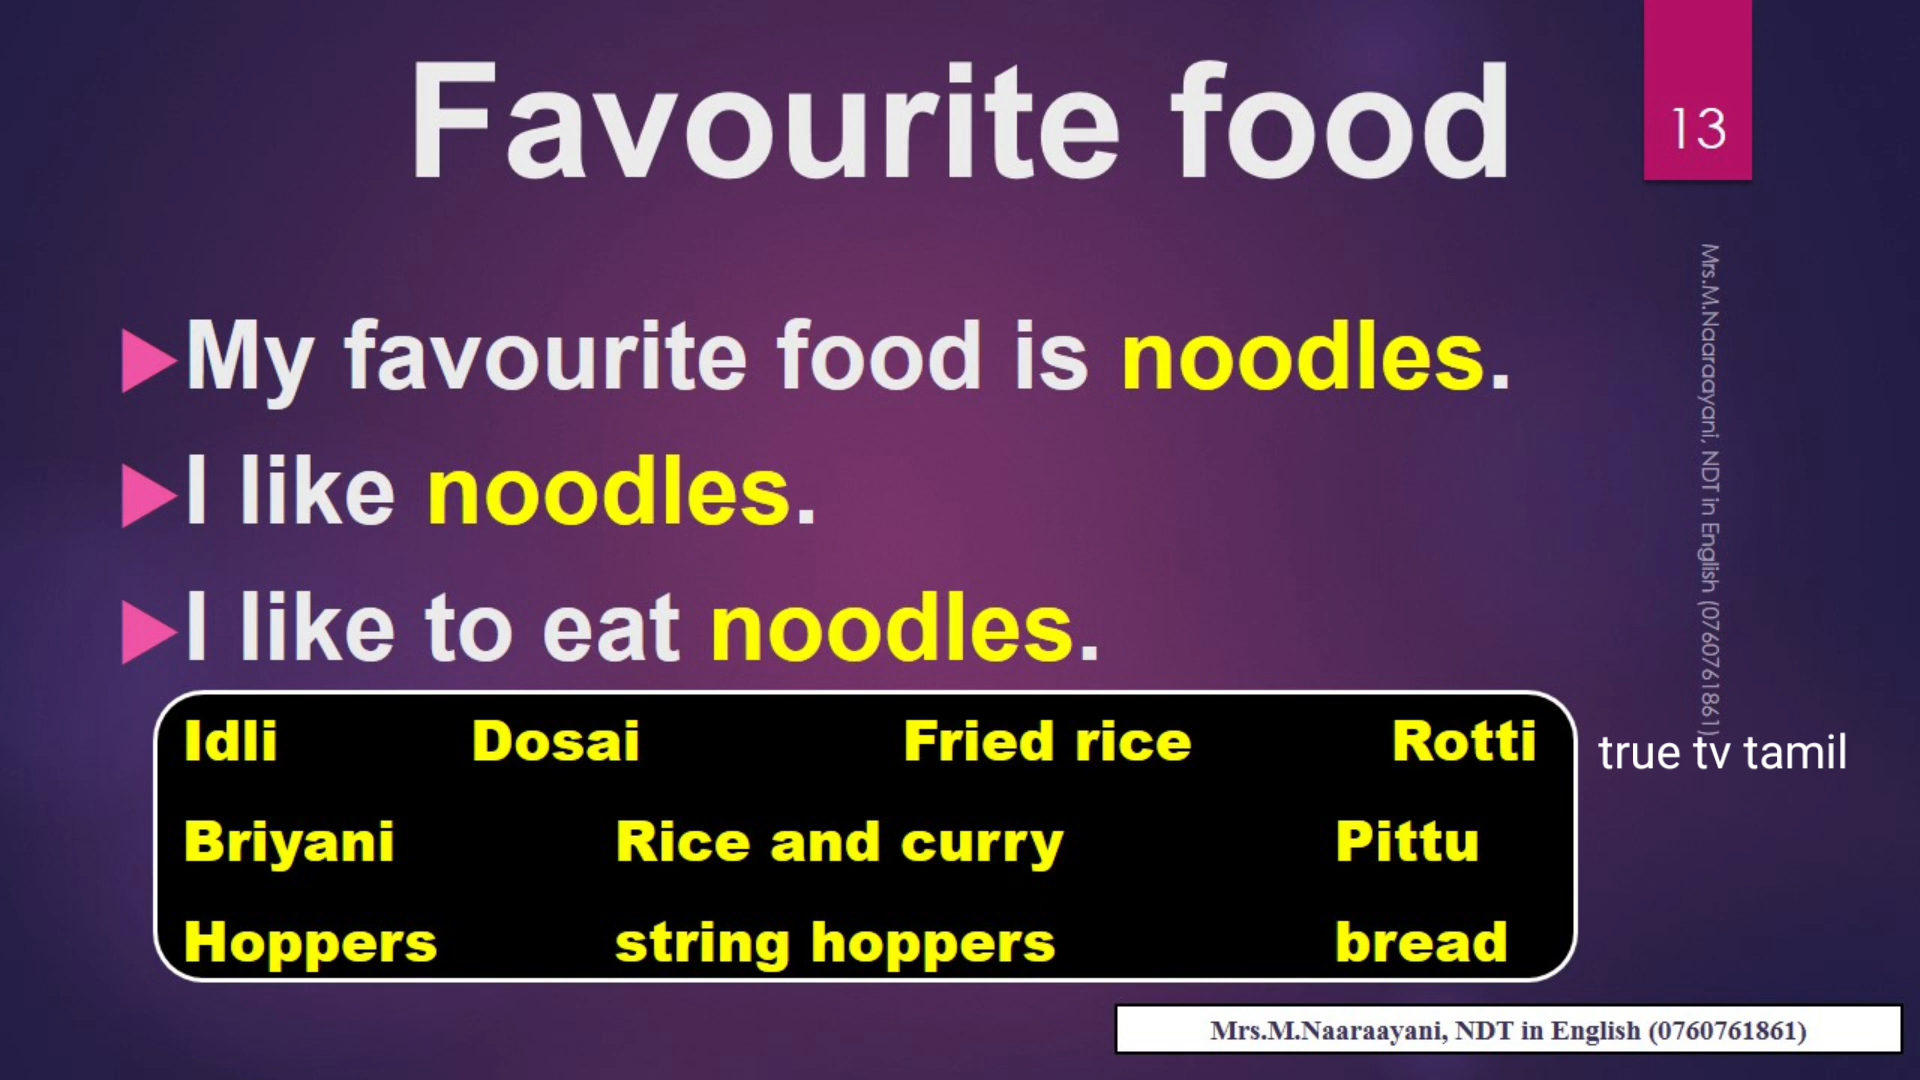 Favourite food
13
My favourite food is noodles.
I like noodles.
I like to eat noodles.
Idli Dosai Fried rice Rotti
Briyani Rice and curry Pittu
Hoppers string hoppers bread
Mrs.M.Naaraayani, NDT in English (0760761861)
true tv tamil
Mrs.M.Naaraayani, NDT in English (0760761861)